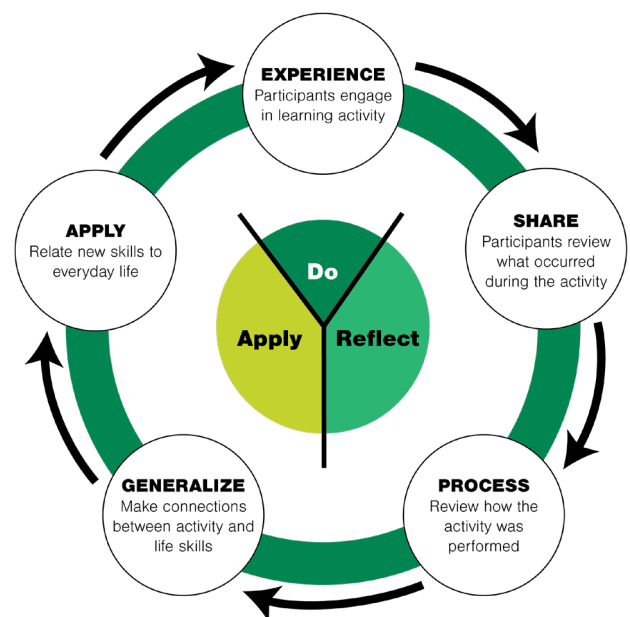 EXPERIENCE
Participants engage
in learning activity
SHARE
Participants review
what occurred
during the activity
PROCESS
Review how the
activity was
performed
GENERALIZE
Make connections
between activity and
life skills
APPLY
Relate new skills to
everyday life
Do
Reflect
Apply